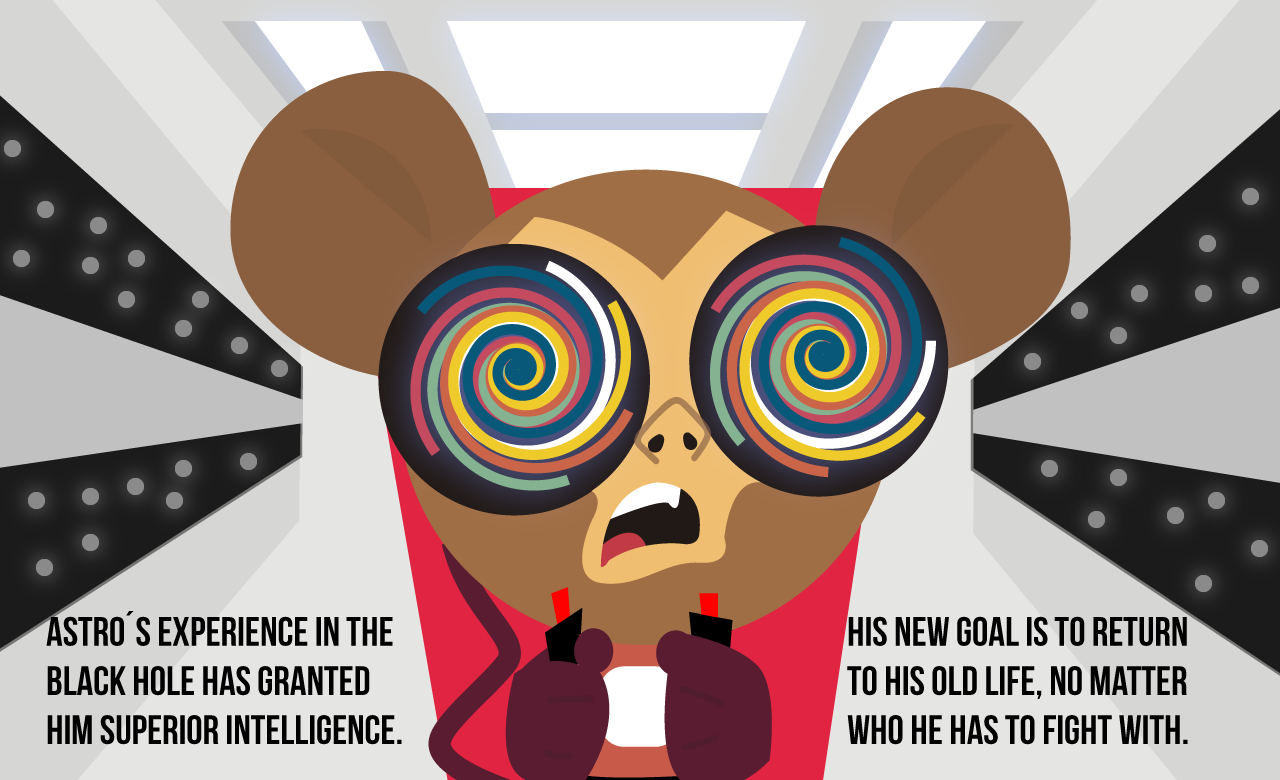 ASTRO´S EXPERIENCE IN THE
BLACK HOLE HAS GRANTED
HIM SUPERIOR INTELLIGENCE.
HIS NEW GOAL IS TO RETURN
TO HIS OLD LIFE, NO MATTER
WHO HE HAS TO FIGHT WITH.